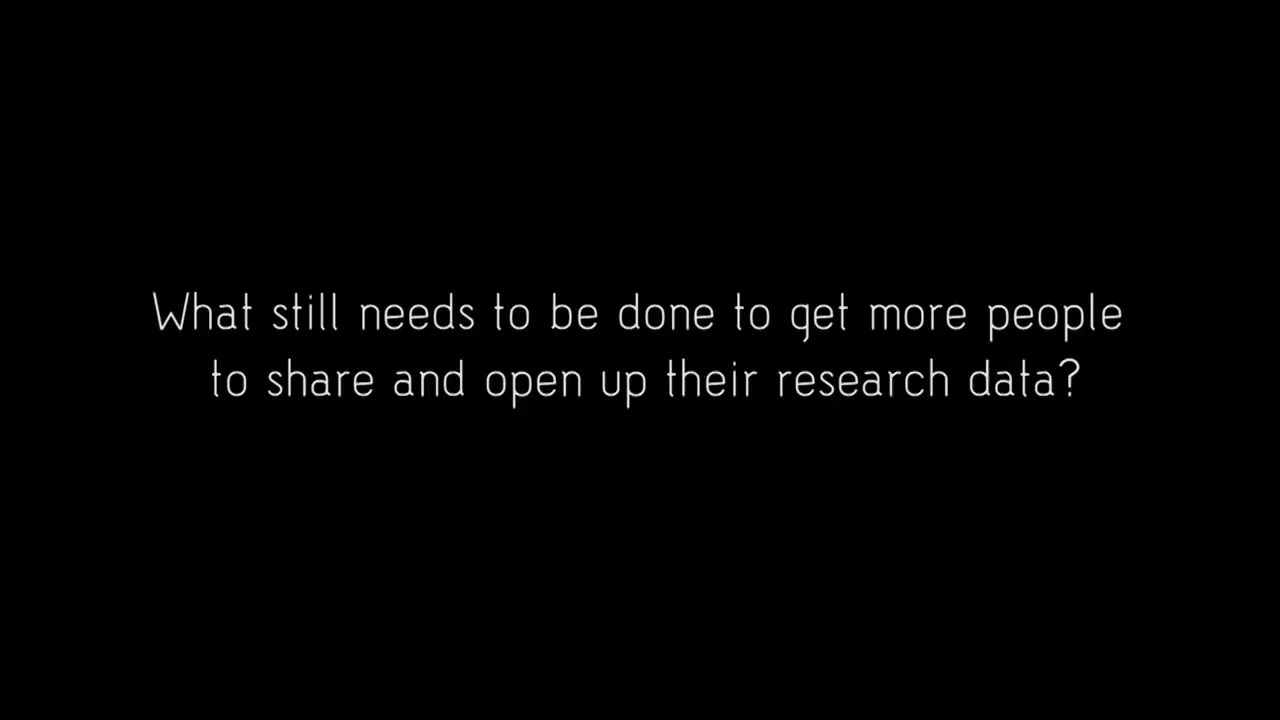 What still needs to be done to get more people
to share and open up their research data?